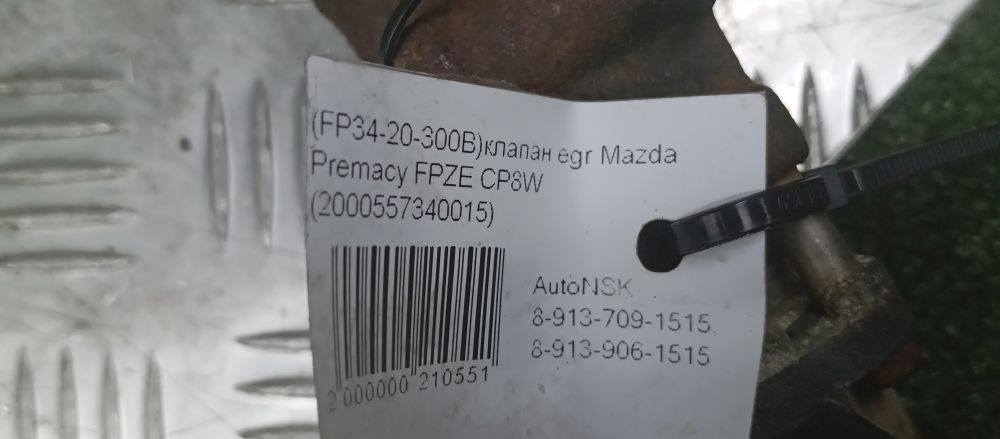 (FP34-20-300B)клапан egr Mazda
Premacy FPZE CP8W
(2000557340015)
AutoNSK
8-913-709-1515
8-913-906-1515
2 000000 210551